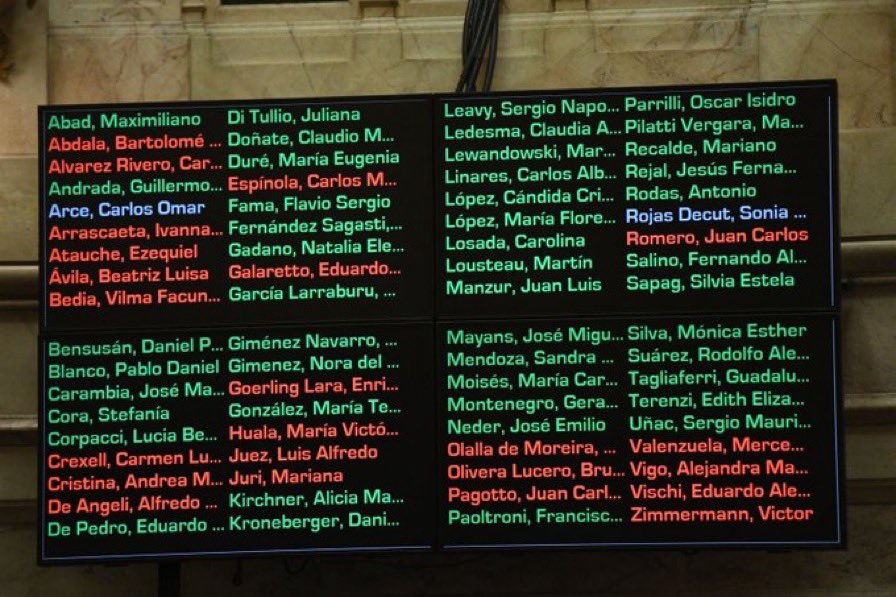 Abad, Maximiliano
Abdala, Bartolomé ...
Alvarez Rivero, Car...
Andrada, Guillermo...
Arce, Carlos Omar
Arrascaeta, Ivanna...
Atauche, Ezequiel
Ávila, Beatriz Luisa
Bedia, Vilma Facun...
Di Tullio, Juliana
Doñate, Claudio M...
Duré, María Eugenia
Espínola, Carlos M...
Fama, Flavio Sergio
Fernández Sagasti,...
Gadano, Natalia Ele...
Galaretto, Eduardo...
García Larraburu, ...
Leavy, Sergio Napo...
Ledesma, Claudia A...
Lewandowski, Mar...
Linares, Carlos Alb...
López, Cándida Cri...
López, María Flore...
Losada, Carolina
Lousteau, Martín
Manzur, Juan Luis
Parrilli, Oscar Isidro
Pilatti Vergara, Ma...
Recalde, Mariano
Rejal, Jesús Ferna...
Rodas, Antonio
Rojas Decut, Sonia ...
Romero, Juan Carlos
Salino, Fernando Al...
Sapag, Silvia Estela
Bensusán, Daniel P...
Blanco, Pablo Daniel
Carambia, José Ma...
Cora, Stefanía
Corpacci, Lucia Be...
Crexell, Carmen Lu...
Cristina, Andrea M...
De Angeli, Alfredo ...
De Pedro, Eduardo ...
Giménez Navarro, ...
Gimenez, Nora del ...
Goerling Lara, Enri...
González, María Te...
Huala, María Victó...
Juez, Luis Alfredo
Juri, Mariana
Kirchner, Alicia Ma...
Kroneberger, Dani...
Mayans, José Migu...
Mendoza, Sandra ...
Moisés, María Car...
Montenegro, Gera...
Neder, José Emilio
Olalla de Moreira, ...
Olivera Lucero, Bru...
Pagotto, Juan Carl...
Paoltroni, Francisc...
Silva, Mónica Esther
Suárez, Rodolfo Ale...
Tagliaferri, Guadalu...
Terenzi, Edith Eliza...
Uñac, Sergio Mauri...
Valenzuela, Merce...
Vigo, Alejandra Ma...
Vischi, Eduardo Ale...
Zimmermann, Victor